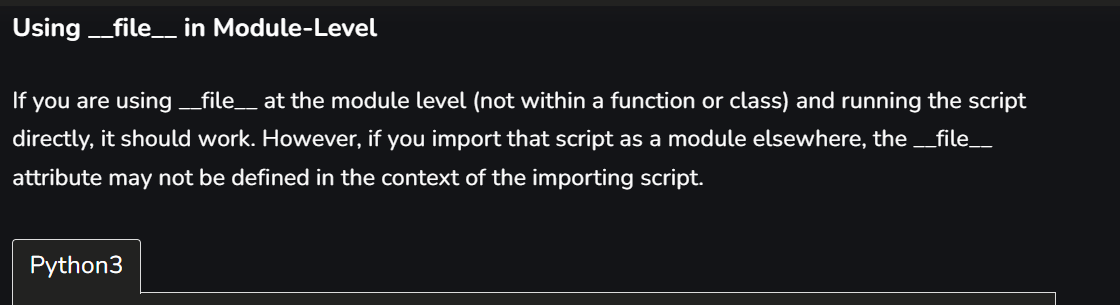 Using __file__ in Module-Level
If you are using __file__ at the module level (not within a function or class) and running the script
directly, it should work. However, if you import that script as a module elsewhere, the __file__
attribute may not be defined in the context of the importing script.
Python3